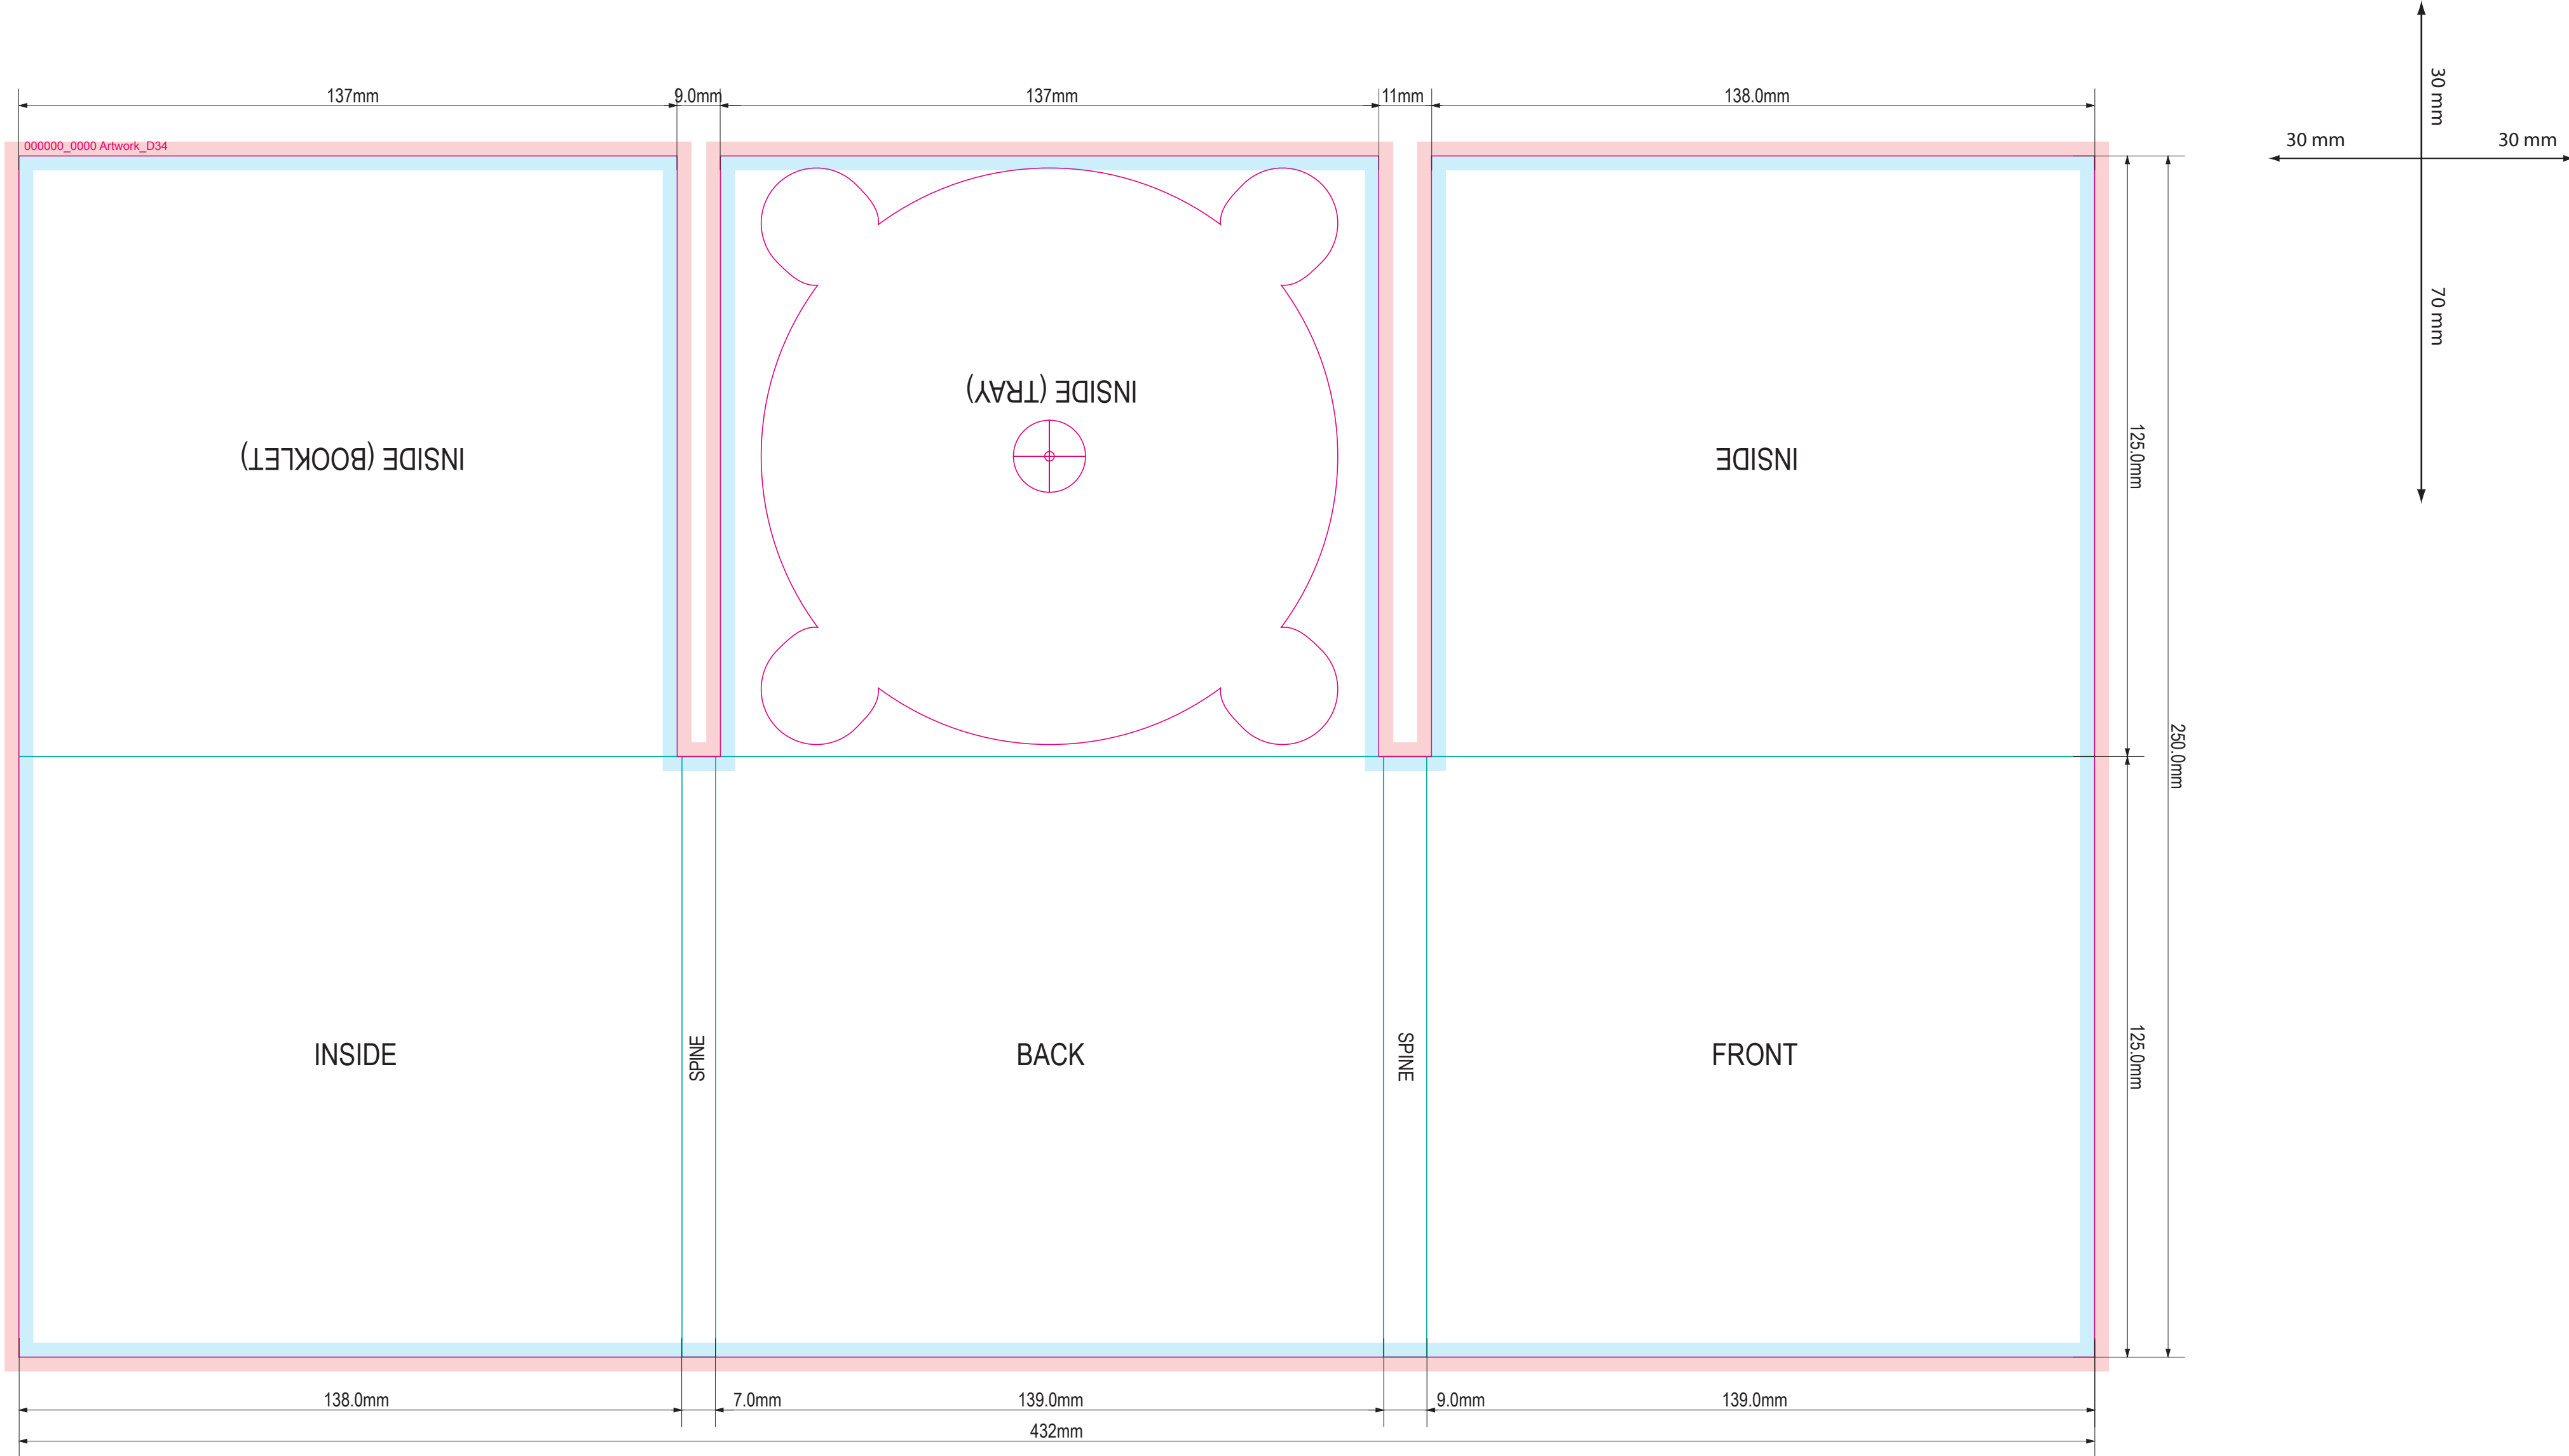 30 mm
137mm
9.0mm
137mm
11mm
138.0mm
30 mm
30 mm
000000_0000 Artwork_D34
70 mm
INSIDE (TRAY)
INSIDE (BOOKLET)
INSIDE
125.0mm
250.0mm
INSIDE
SPINE
BACK
SPINE
FRONT
125.0mm
138.0mm
7.0mm
139.0mm
9.0mm
139.0mm
432mm